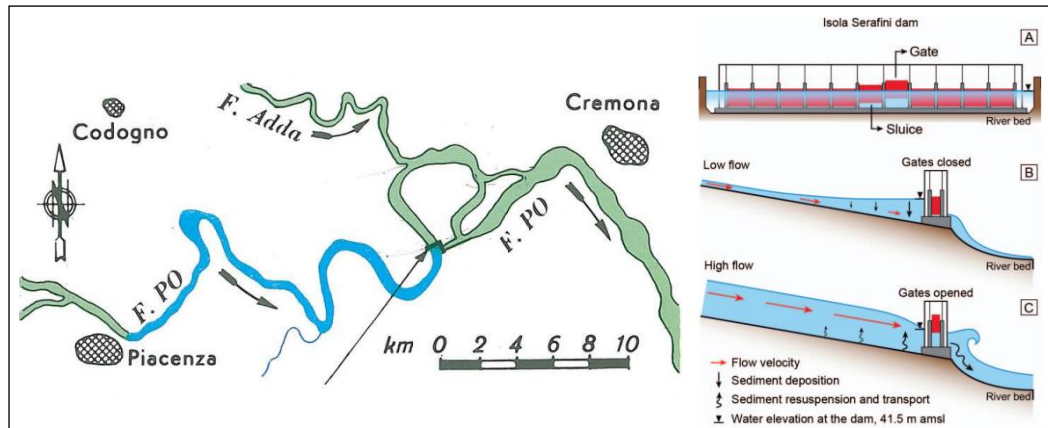 Codogno
F. Adda
Cremona
F. PO
F. PO
Piacenza
km 0 2 4 6 8 10
Isola Serafini dam
A
Gate
Sluice
River bed
Low flow
Gates closed
B
River bed
High flow
Gates opened
C
Flow velocity
Sediment deposition
Sediment resuspension and transport
Water elevation at the dam, 41.5 m amsl
River bed